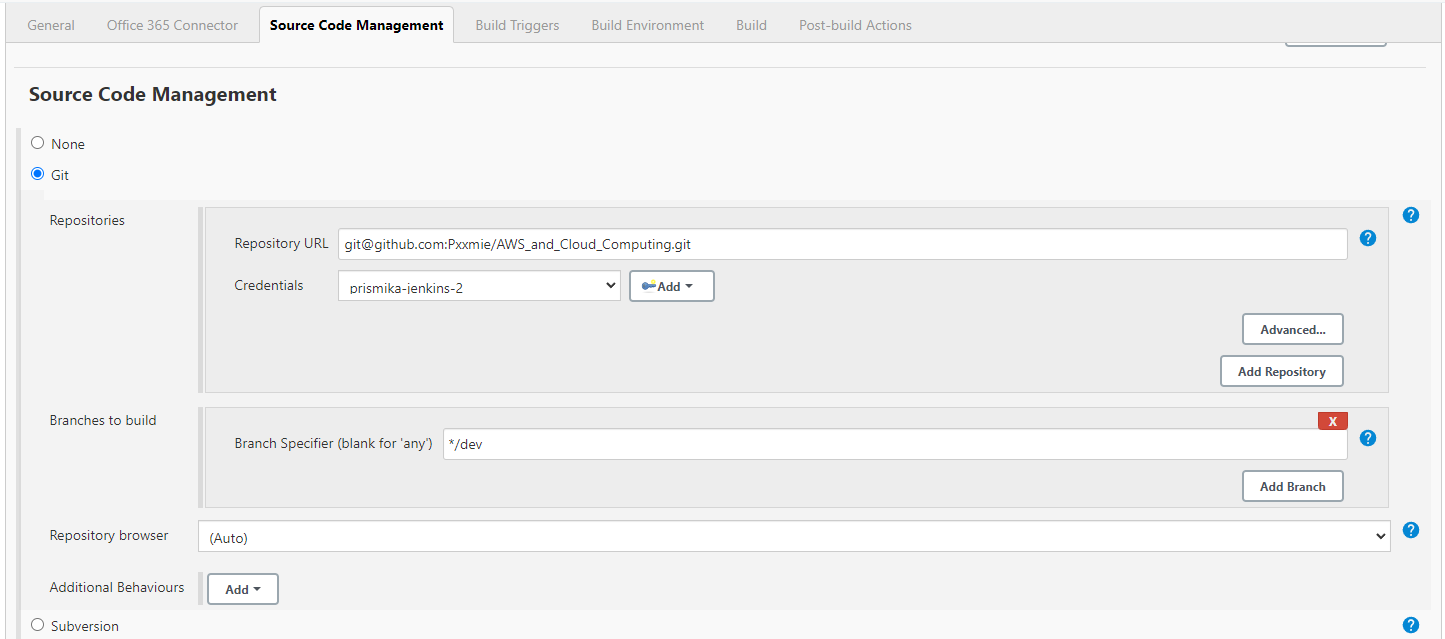 General Office 365 Connector Source Code Management Build Triggers Build Environment Build Post-build Actions
Source Code Management
None
Git
Repositories
?
Repository URL git@github.com:Pxxmie/AWS_and_Cloud_Computing.git ?
Credentials prismika-jenkins-2 Add
Advanced...
Add Repository
Branches to build
X
Branch Specifier (blank for 'any') */dev ?
Add Branch
Repository browser (Auto) ?
Additional Behaviours Add
Subversion ?